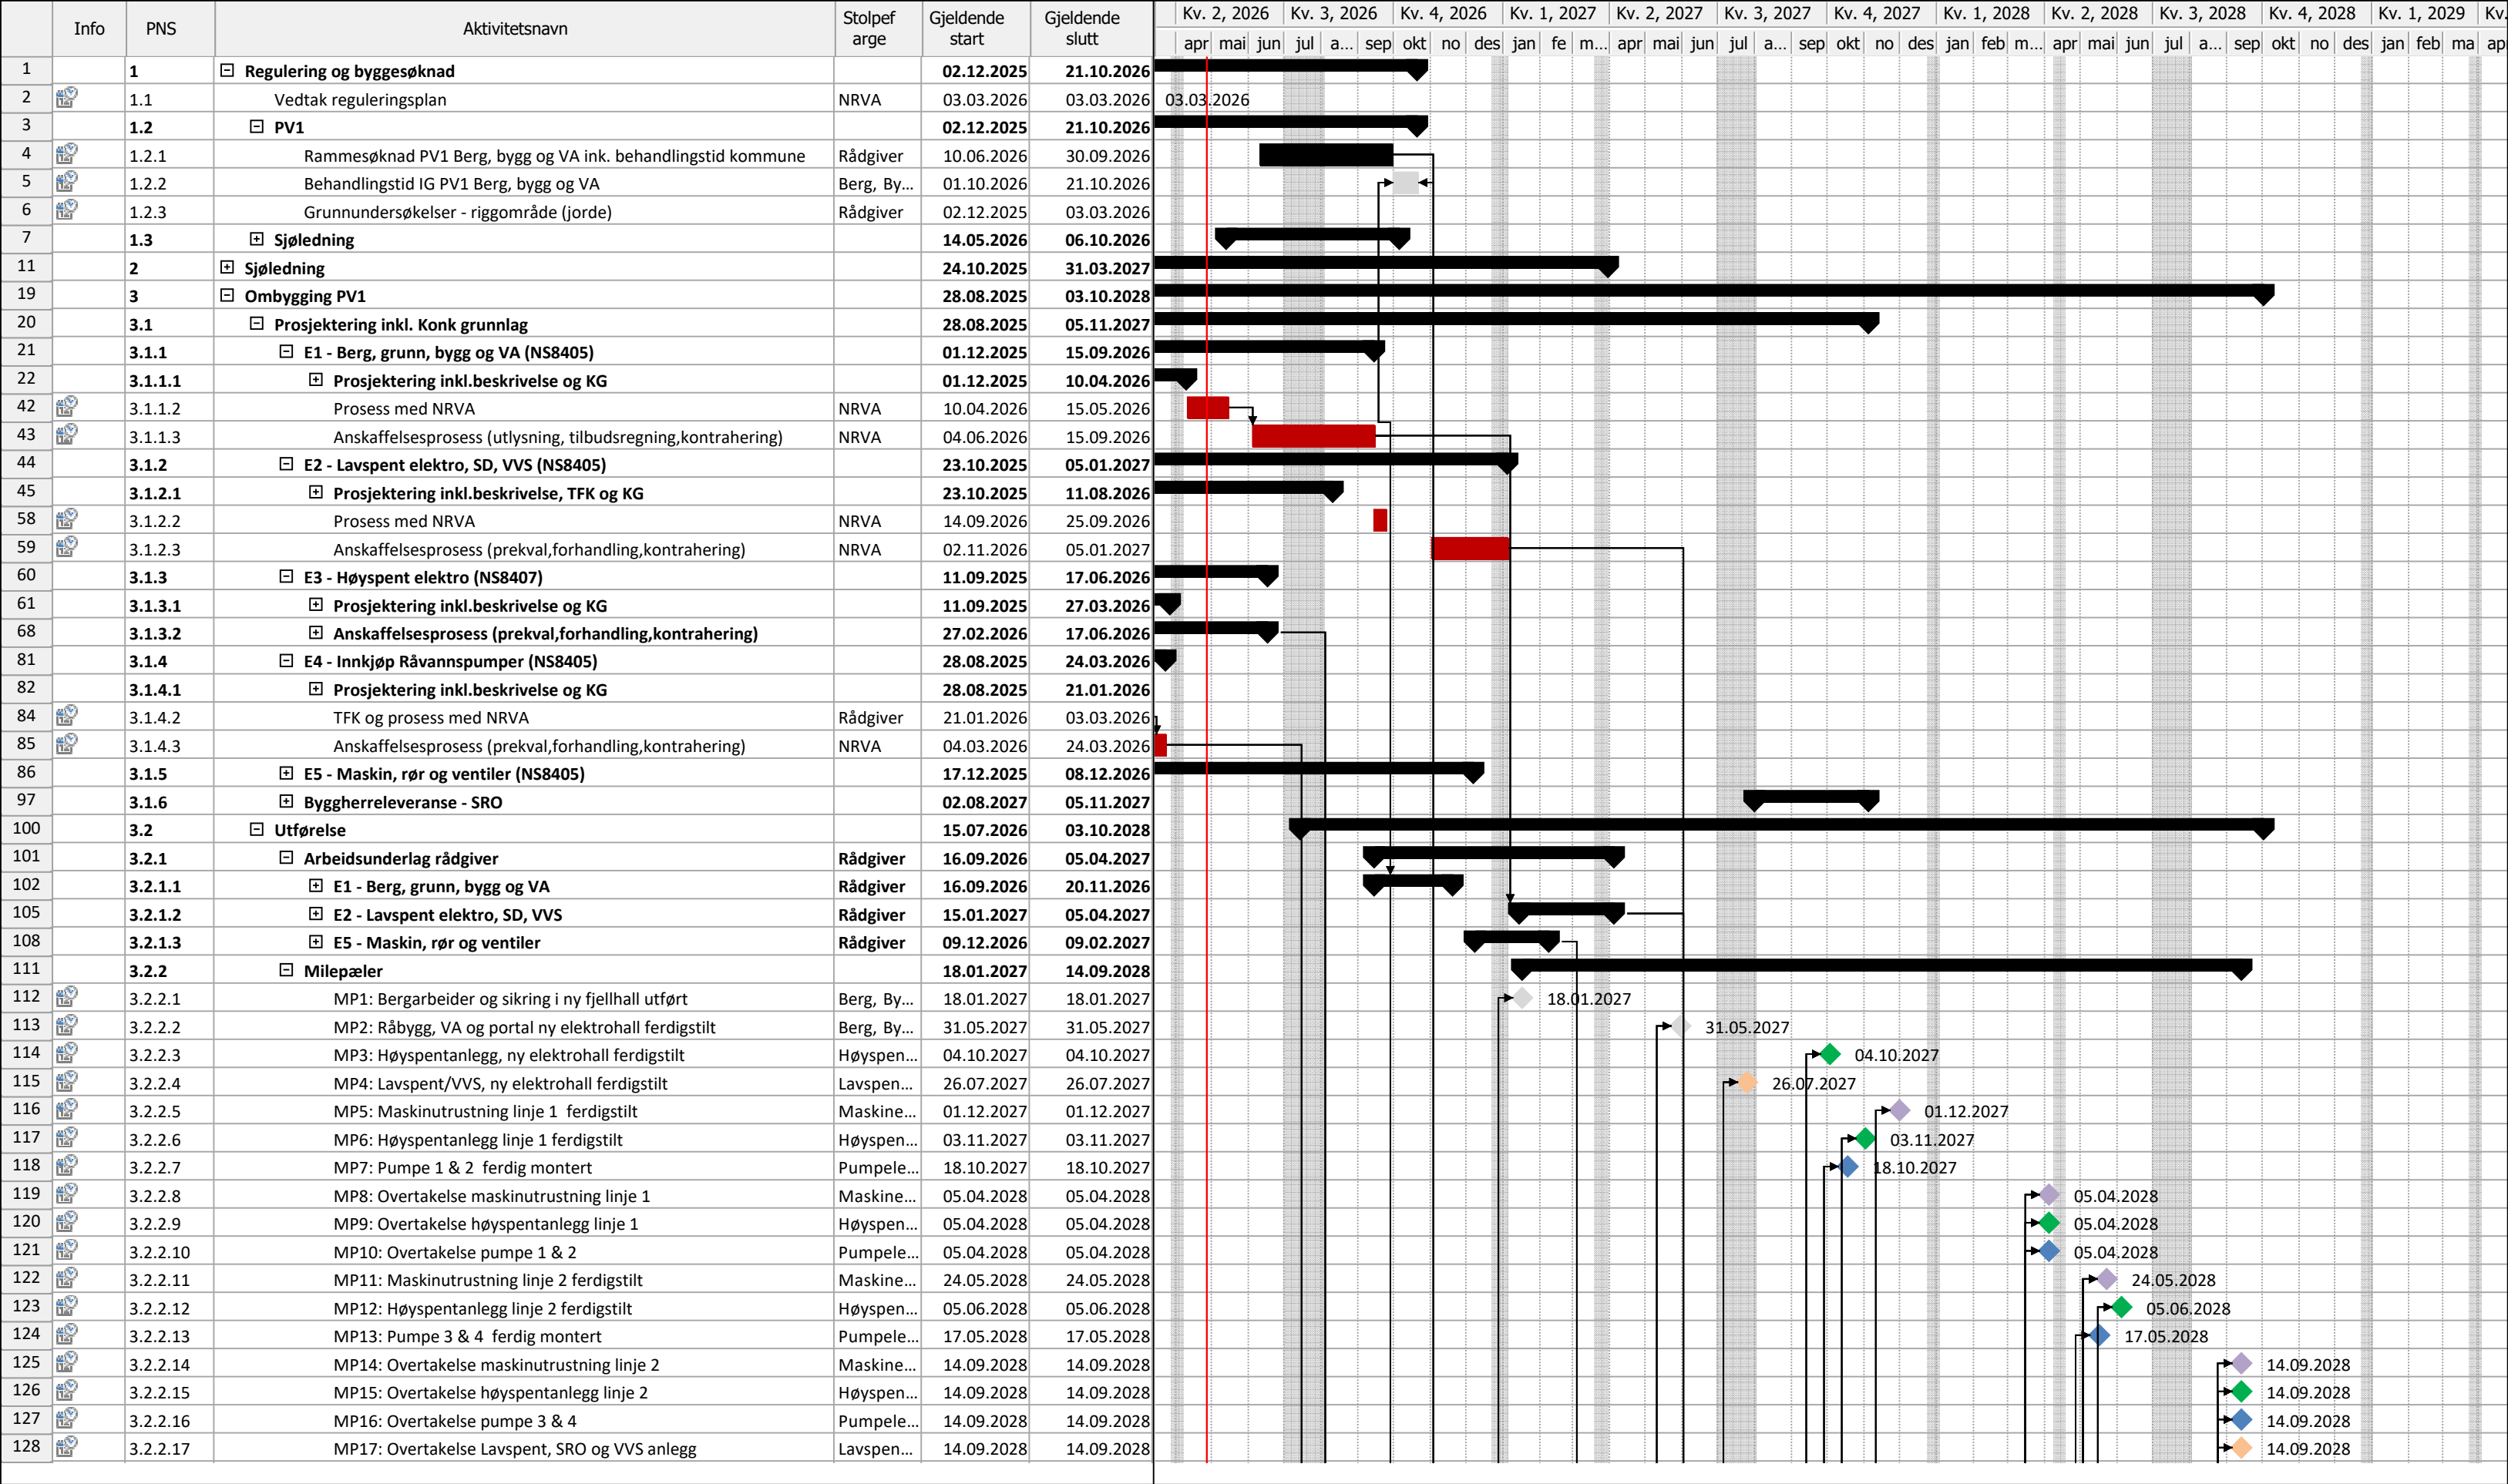 Info PNS Aktivitetsnavn Stolpef arge Gjeldende start Gjeldende slutt
Kv. 2, 2026 Kv. 3, 2026 Kv. 4, 2026 Kv. 1, 2027 Kv. 2, 2027 Kv. 3, 2027 Kv. 4, 2027 Kv. 1, 2028 Kv. 2, 2028 Kv. 3, 2028 Kv. 4, 2028 Kv. 1, 2029 Kv.
apr mai jun jul a... sep okt no des jan fe m... apr mai jun jul a... sep okt no des jan feb m... apr mai jun jul a... sep okt no des jan feb ma ap
1 1 Regulering og byggesøknad 02.12.2025 21.10.2026
2 1.1 Vedtak reguleringsplan NRVA 03.03.2026 03.03.2026 03.03.2026
3 1.2 PV1 02.12.2025 21.10.2026
4 1.2.1 Rammesøknad PV1 Berg, bygg og VA ink. behandlingstid kommune Rådgiver 10.06.2026 30.09.2026
5 1.2.2 Behandlingstid IG PV1 Berg, bygg og VA Berg, By... 01.10.2026 21.10.2026
6 1.2.3 Grunnundersøkelser - riggområde (jorde) Rådgiver 02.12.2025 03.03.2026
7 1.3 Sjøledning 14.05.2026 06.10.2026
11 2 Sjøledning 24.10.2025 31.03.2027
19 3 Ombygging PV1 28.08.2025 03.10.2028
20 3.1 Prosjektering inkl. Konk grunnlag 28.08.2025 05.11.2027
21 3.1.1 E1 - Berg, grunn, bygg og VA (NS8405) 01.12.2025 15.09.2026
22 3.1.1.1 Prosjektering inkl.beskrivelse og KG 01.12.2025 10.04.2026
42 3.1.1.2 Prosess med NRVA NRVA 10.04.2026 15.05.2026
43 3.1.1.3 Anskaffelsesprosess (utlysning, tilbudsregning,kontrahering) NRVA 04.06.2026 15.09.2026
44 3.1.2 E2 - Lavspent elektro, SD, VVS (NS8405) 23.10.2025 05.01.2027
45 3.1.2.1 Prosjektering inkl.beskrivelse, TFK og KG 23.10.2025 11.08.2026
58 3.1.2.2 Prosess med NRVA NRVA 14.09.2026 25.09.2026
59 3.1.2.3 Anskaffelsesprosess (prekval,forhandling,kontrahering) NRVA 02.11.2026 05.01.2027
60 3.1.3 E3 - Høyspent elektro (NS8407) 11.09.2025 17.06.2026
61 3.1.3.1 Prosjektering inkl.beskrivelse og KG 11.09.2025 27.03.2026
68 3.1.3.2 Anskaffelsesprosess (prekval,forhandling,kontrahering) 27.02.2026 17.06.2026
81 3.1.4 E4 - Innkjøp Råvannspumper (NS8405) 28.08.2025 24.03.2026
82 3.1.4.1 Prosjektering inkl.beskrivelse og KG 28.08.2025 21.01.2026
84 3.1.4.2 TFK og prosess med NRVA Rådgiver 21.01.2026 03.03.2026
85 3.1.4.3 Anskaffelsesprosess (prekval,forhandling,kontrahering) NRVA 04.03.2026 24.03.2026
86 3.1.5 E5 - Maskin, rør og ventiler (NS8405) 17.12.2025 08.12.2026
97 3.1.6 Byggherreleveranse - SRO 02.08.2027 05.11.2027
100 3.2 Utførelse 15.07.2026 03.10.2028
101 3.2.1 Arbeidsunderlag rådgiver Rådgiver 16.09.2026 05.04.2027
102 3.2.1.1 E1 - Berg, grunn, bygg og VA Rådgiver 16.09.2026 20.11.2026
105 3.2.1.2 E2 - Lavspent elektro, SD, VVS Rådgiver 15.01.2027 05.04.2027
108 3.2.1.3 E5 - Maskin, rør og ventiler Rådgiver 09.12.2026 09.02.2027
111 3.2.2 Milepæler 18.01.2027 14.09.2028
112 3.2.2.1 MP1: Bergarbeider og sikring i ny fjellhall utført Berg, By... 18.01.2027 18.01.2027 18.01.2027
113 3.2.2.2 MP2: Råbygg, VA og portal ny elektrohall ferdigstilt Berg, By... 31.05.2027 31.05.2027 31.05.2027
114 3.2.2.3 MP3: Høyspentanlegg, ny elektrohall ferdigstilt Høyspen... 04.10.2027 04.10.2027 04.10.2027
115 3.2.2.4 MP4: Lavspent/VVS, ny elektrohall ferdigstilt Lavspen... 26.07.2027 26.07.2027 26.07.2027
116 3.2.2.5 MP5: Maskinutrustning linje 1 ferdigstilt Maskine... 01.12.2027 01.12.2027 01.12.2027
117 3.2.2.6 MP6: Høyspentanlegg linje 1 ferdigstilt Høyspen... 03.11.2027 03.11.2027 03.11.2027
118 3.2.2.7 MP7: Pumpe 1 & 2 ferdig montert Pumpele... 18.10.2027 18.10.2027 18.10.2027
119 3.2.2.8 MP8: Overtakelse maskinutrustning linje 1 Maskine... 05.04.2028 05.04.2028 05.04.2028
120 3.2.2.9 MP9: Overtakelse høyspentanlegg linje 1 Høyspen... 05.04.2028 05.04.2028 05.04.2028
121 3.2.2.10 MP10: Overtakelse pumpe 1 & 2 Pumpele... 05.04.2028 05.04.2028 05.04.2028
122 3.2.2.11 MP11: Maskinutrustning linje 2 ferdigstilt Maskine... 24.05.2028 24.05.2028 24.05.2028
123 3.2.2.12 MP12: Høyspentanlegg linje 2 ferdigstilt Høyspen... 05.06.2028 05.06.2028 05.06.2028
124 3.2.2.13 MP13: Pumpe 3 & 4 ferdig montert Pumpele... 17.05.2028 17.05.2028 17.05.2028
125 3.2.2.14 MP14: Overtakelse maskinutrustning linje 2 Maskine... 14.09.2028 14.09.2028 14.09.2028
126 3.2.2.15 MP15: Overtakelse høyspentanlegg linje 2 Høyspen... 14.09.2028 14.09.2028 14.09.2028
127 3.2.2.16 MP16: Overtakelse pumpe 3 & 4 Pumpele... 14.09.2028 14.09.2028 14.09.2028
128 3.2.2.17 MP17: Overtakelse Lavspent, SRO og VVS anlegg Lavspen... 14.09.2028 14.09.2028 14.09.2028